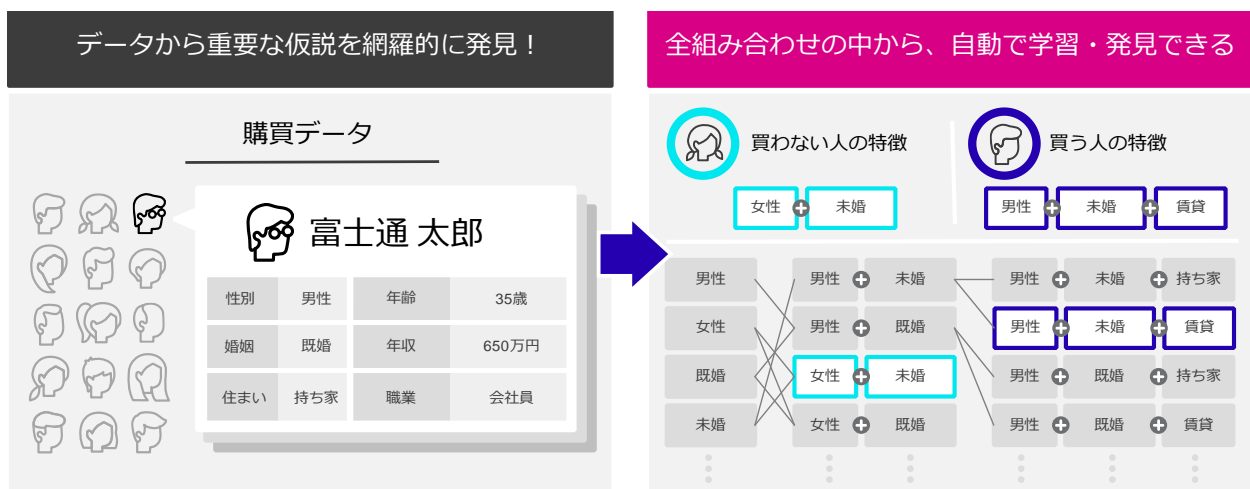 データから重要な仮説を網羅的に発見！
購買データ
富士通 太郎
性別 男性 年齢 35歳
婚姻 既婚 年収 650万円
住まい 持ち家 職業 会社員
全組み合わせの中から、自動で学習・発見できる
買わない人の特徴
女性 + 未婚
買う人の特徴
男性 + 未婚 + 賃貸
男性 男性 + 未婚 男性 + 未婚 + 持ち家
女性 男性 + 既婚 男性 + 未婚 + 賃貸
既婚 女性 + 未婚 男性 + 既婚 + 持ち家
未婚 女性 + 既婚 男性 + 既婚 + 賃貸